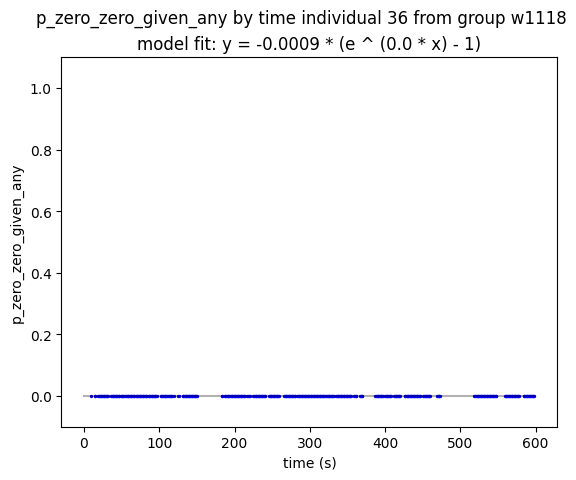 p_zero_zero_given_any by time individual 36 from group w1118
model fit: y = -0.0009 * (e ^ (0.0 * x) - 1)
1.0
0.8
0.6
0.4
0.2
0.0
p_zero_zero_given_any
0 100 200 300 400 500 600
time (s)